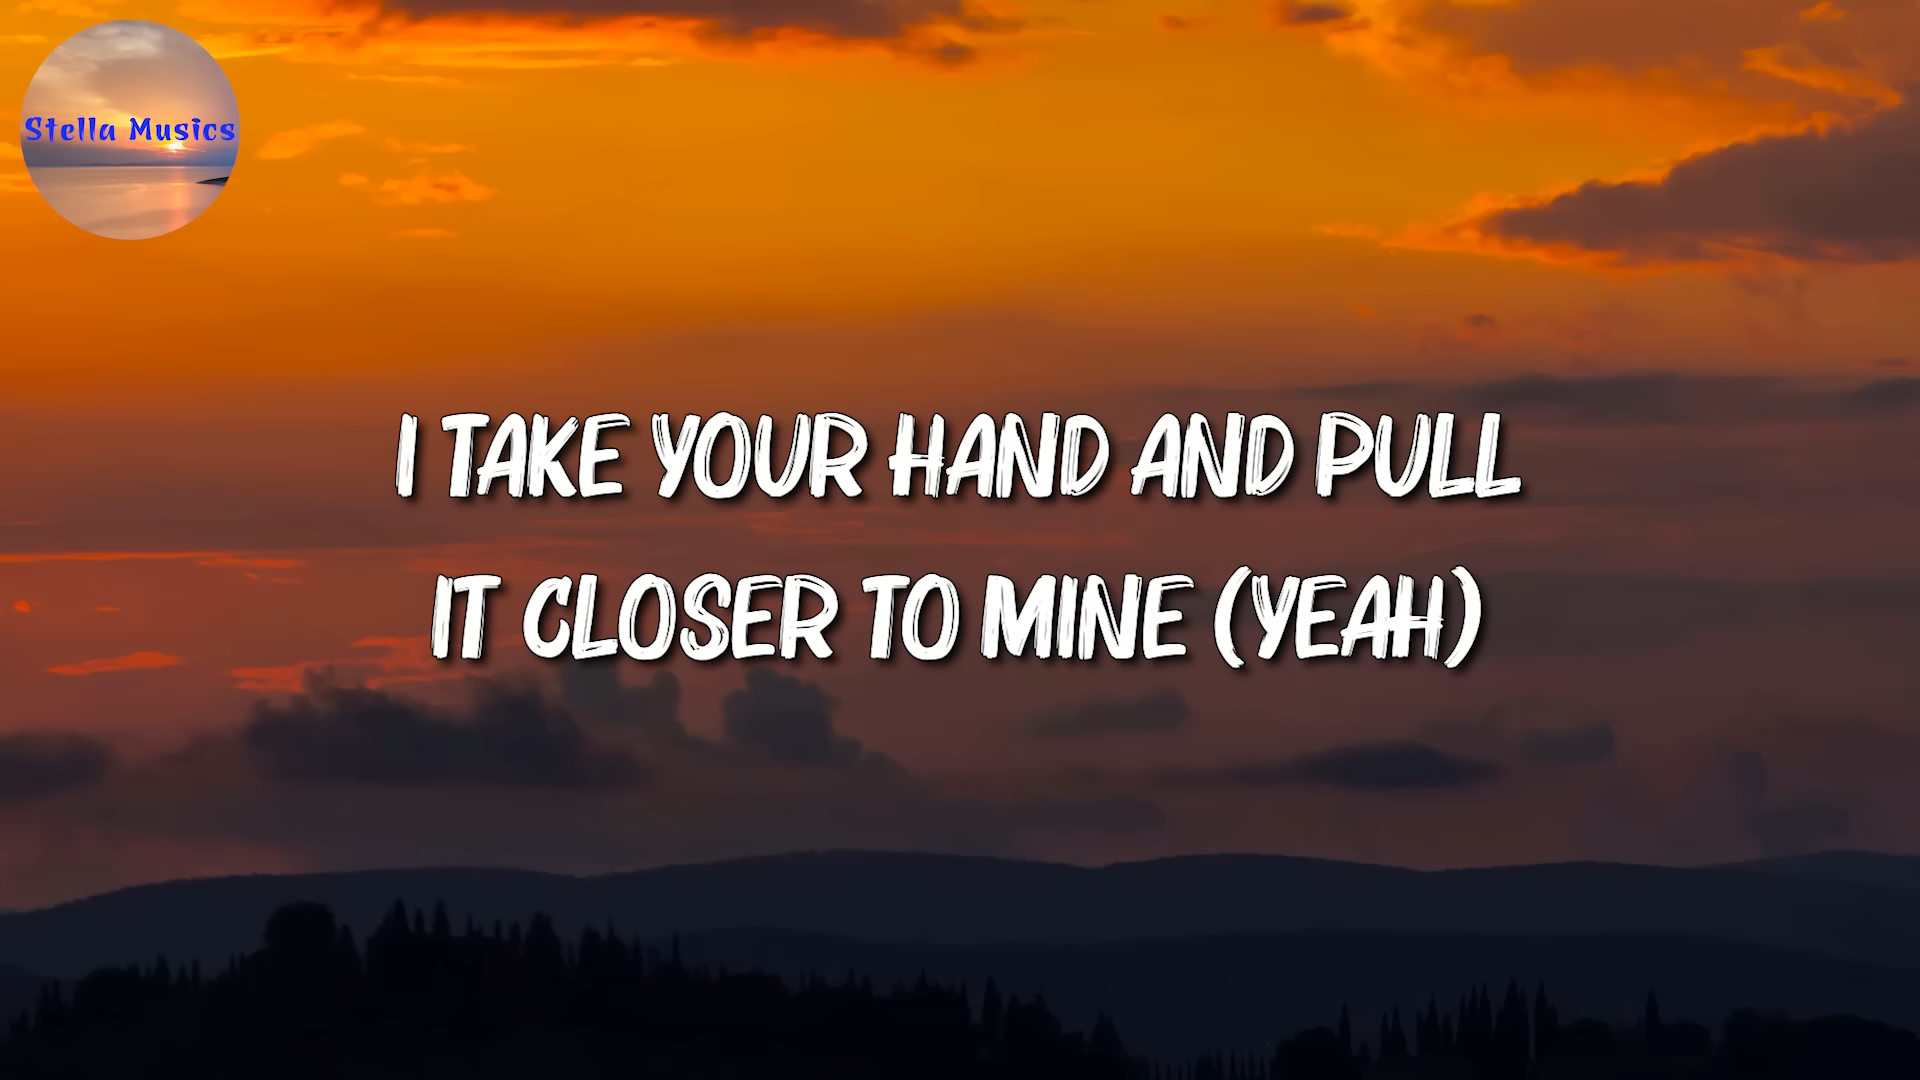 Stella Musics
I TAKE YOUR HAND AND PULL
IT CLOSER TO MINE (YEAH)